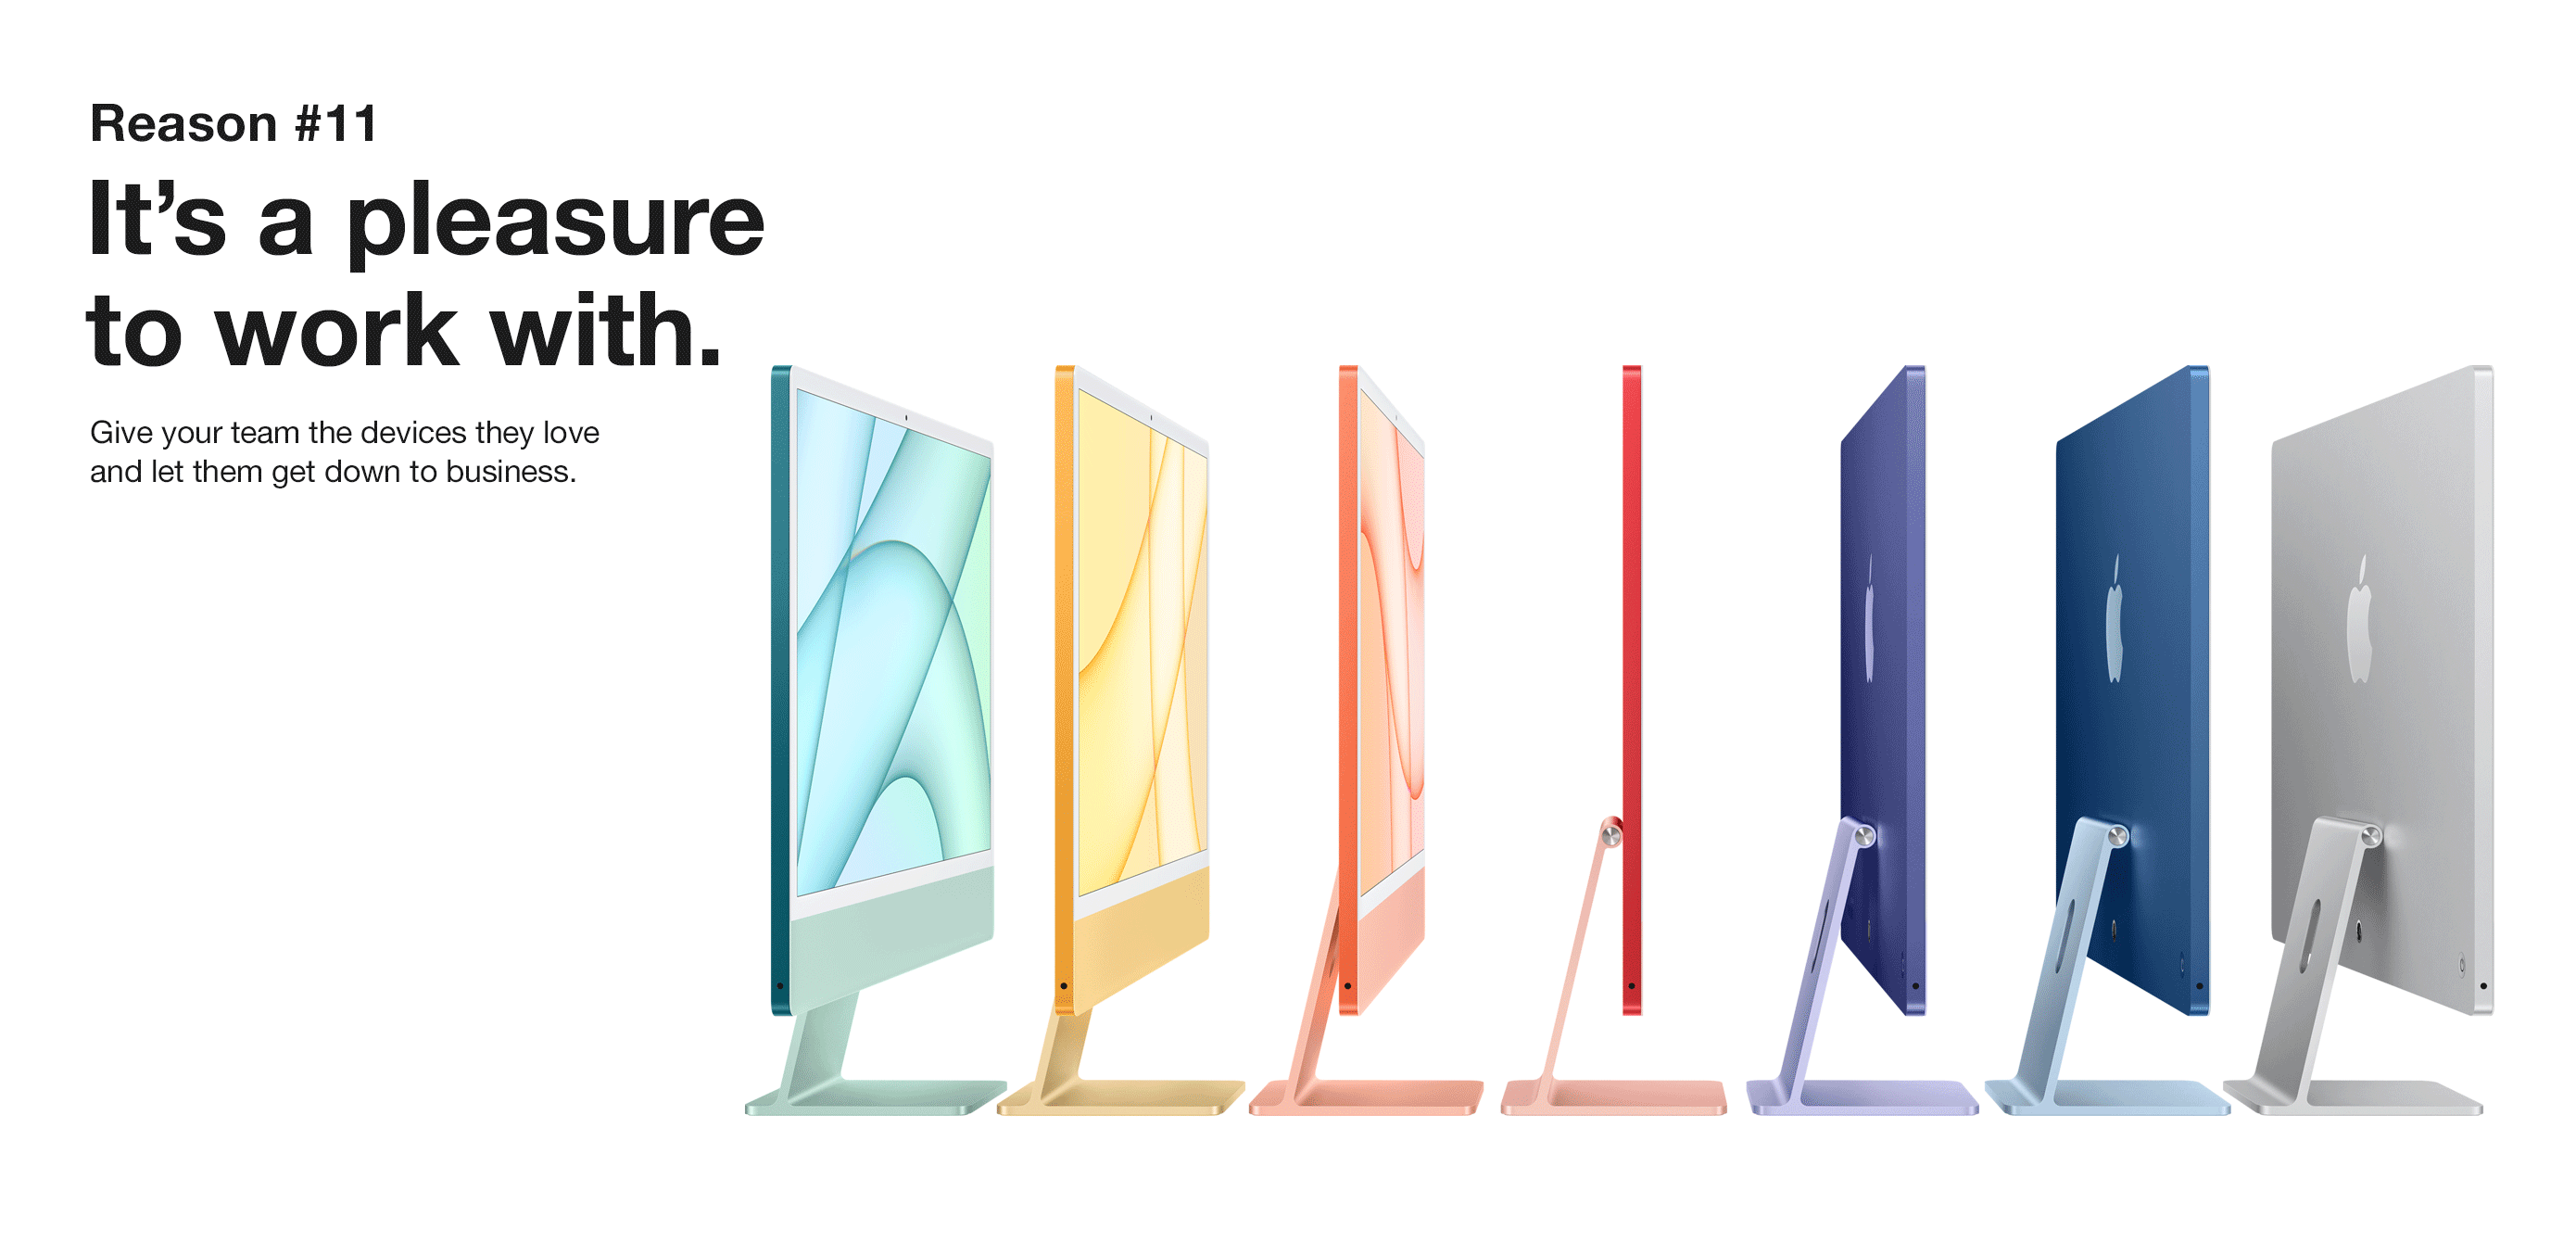 Reason #11
It’s a pleasure
to work with.
Give your team the devices they love
and let them get down to business.